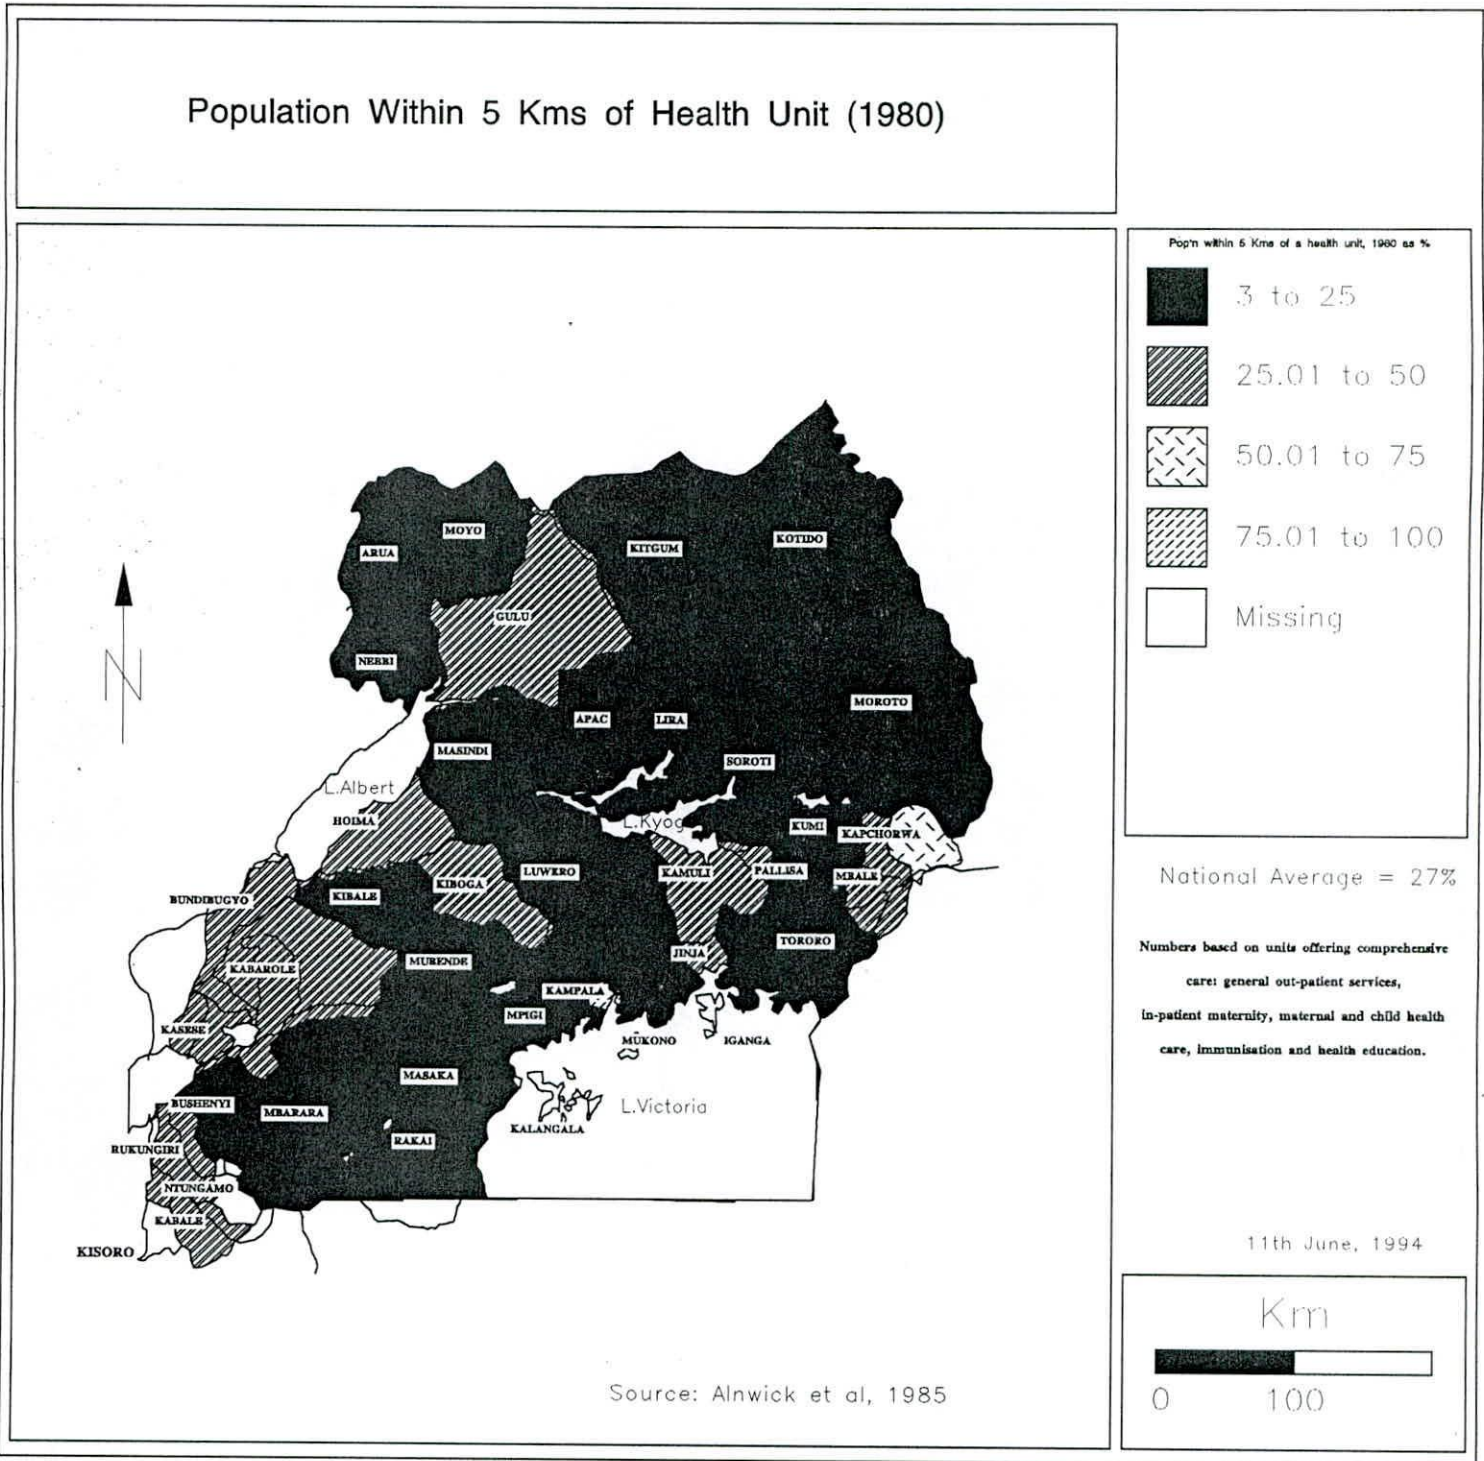 Population Within 5 Kms of Health Unit (1980)
Pop'n within 5 Kms of a health unit, 1980 as %
3 to 25
25.01 to 50
50.01 to 75
75.01 to 100
Missing
MOYO
ARUA
KITGUM
KOTIDO
GULU
NEBBI
MOROTO
APAC
LIRA
MASINDI
SOROTI
L.Albert
HOIMA
L.Kyog
KUMI
KAPCHORWA
LUWERO
KAMULI
PALLISA
MBALE
KIBOGA
KIBALE
BUNDIBUGYO
TORORO
JINJA
MUBENDE
KABAROLE
KAMPALA
MPIGI
KASESE
MUKONO
IGANGA
MASAKA
BUSHENYI
MBARARA
L.Victoria
KALANGALA
RAKAI
RUKUNGIRI
NTUNGAMO
KABALE
KISORO
N
National Average = 27%
Numbers based on units offering comprehensive
care: general out-patient services,
in-patient maternity, maternal and child health
care, immunisation and health education.
11th June, 1994
Km
0 100
Source: Alnwick et al, 1985